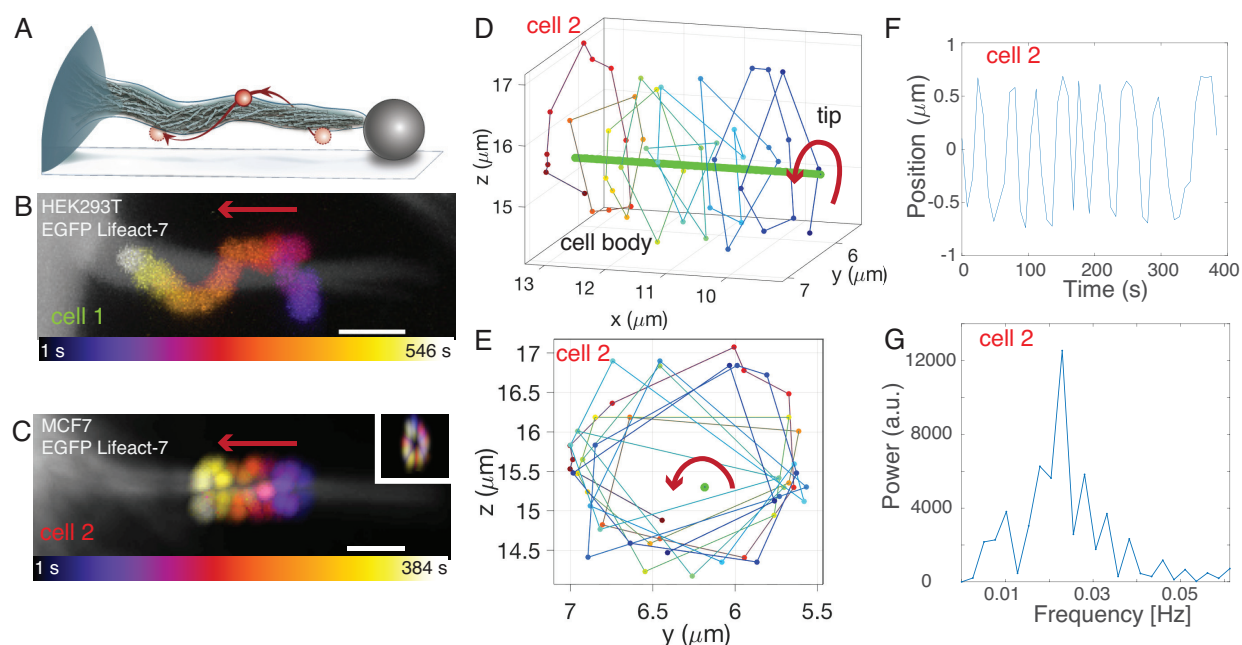 A
B
HEK293T
EGFP Lifeact-7
cell 1
1 s
546 s
C
MCF7
EGFP Lifeact-7
cell 2
1 s
384 s
D
cell 2
17
16
15
z (μm)
tip
cell body
13
12
11
10
x (μm)
6
7
y (μm)
E
cell 2
16.5
16
15.5
15
14.5
z (μm)
7
6.5
6
5.5
y (μm)
F
cell 2
1
0.5
0
-0.5
-1
Position (μm)
0
100
200
300
400
Time (s)
G
cell 2
12000
8000
4000
0
Power (a.u.)
0.01
0.03
0.05
Frequency [Hz]